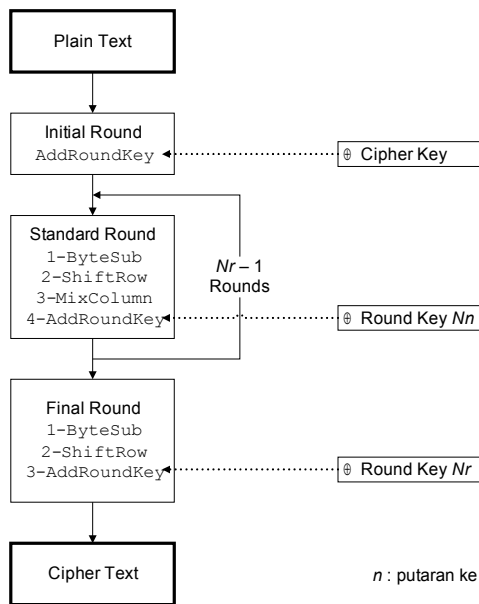 Plain Text
Initial Round
AddRoundKey
⊕ Cipher Key
Standard Round
1-ByteSub
2-ShiftRow
3-MixColumn
4-AddRoundKey
Nr – 1
Rounds
⊕ Round Key Nn
Final Round
1-ByteSub
2-ShiftRow
3-AddRoundKey
⊕ Round Key Nr
Cipher Text
n : putaran ke